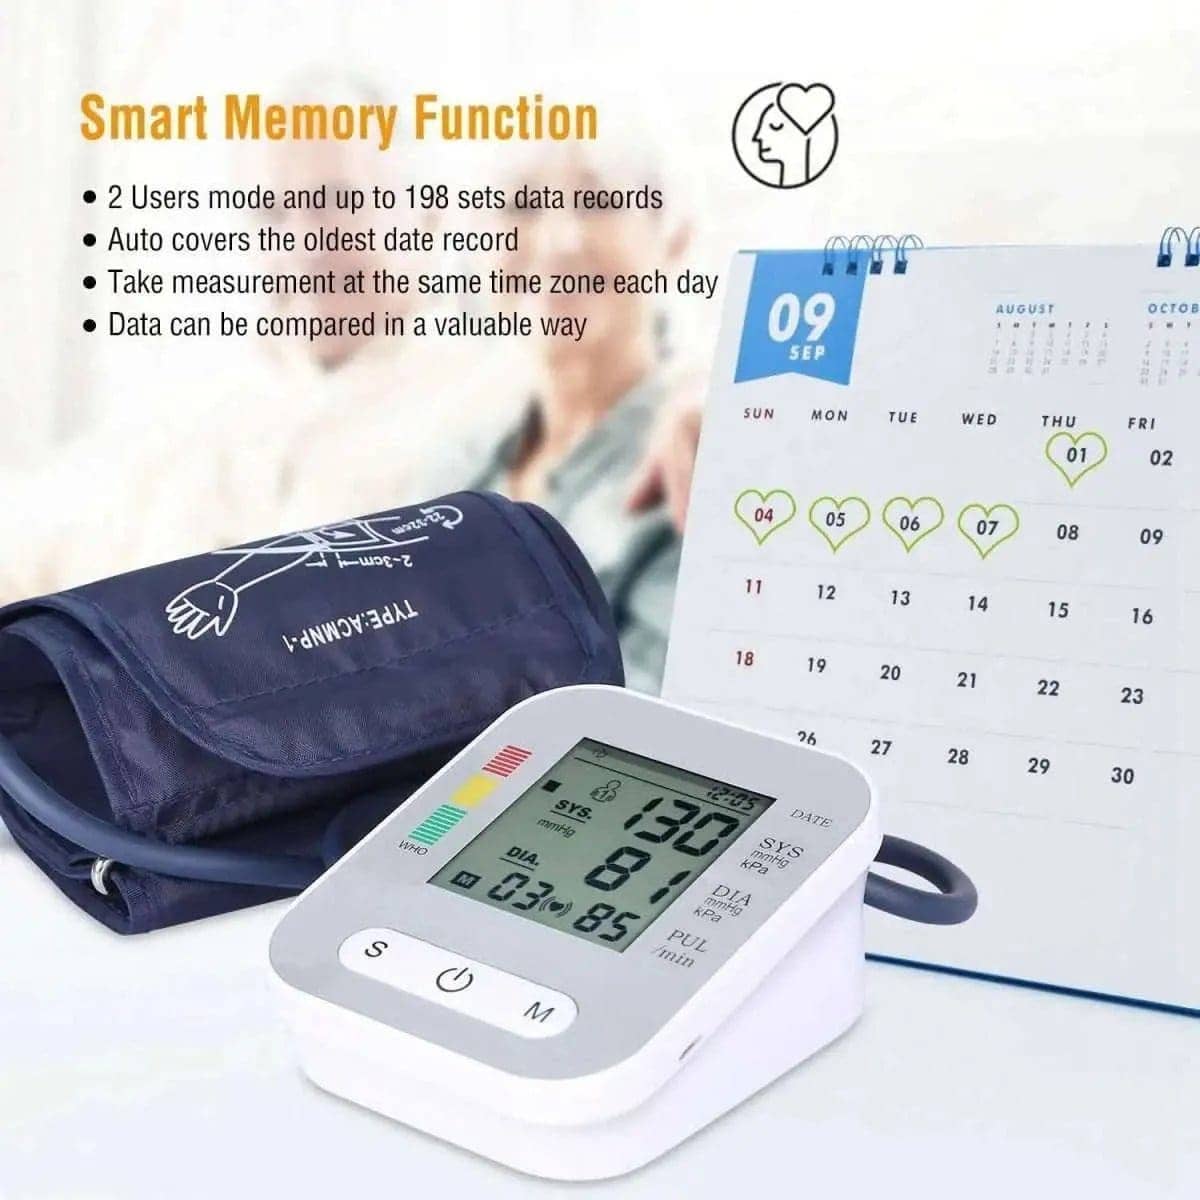 Smart Memory Function
• 2 Users mode and up to 198 sets data records
• Auto covers the oldest date record
• Take measurement at the same time zone each day
• Data can be compared in a valuable way
09
SEP
AUGUST
OCTOB
SUN MON TUE WED THU FRI
01 02
04 05 06 07 08 09
11 12 13 14 15 16
18 19 20 21 22 23
26 27 28 29 30
22-32cm
2~3cm
TYPE:ACMNP-1
WHO
12:05
1
SYS.
mmHg
130
DIA.
81
M
03
85
DATE
SYS
mmHg
kPa
DIA
mmHg
kPa
PUL
/min
S
M